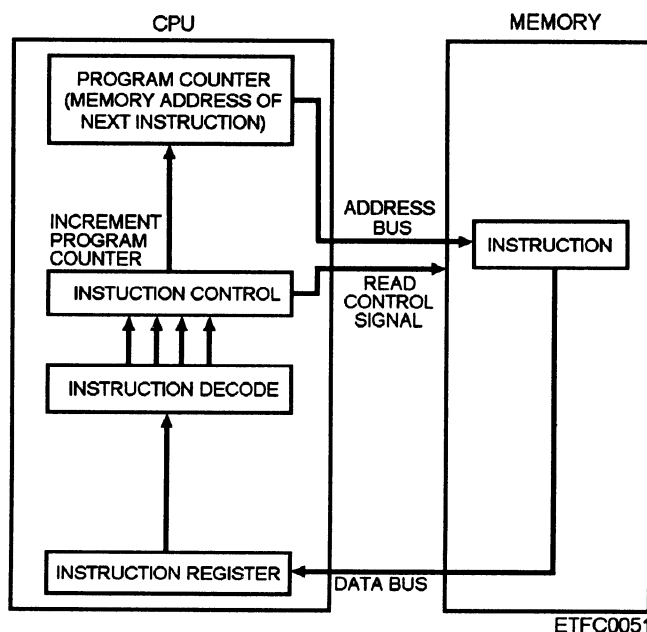 CPU
MEMORY
PROGRAM COUNTER
(MEMORY ADDRESS OF
NEXT INSTRUCTION)
INCREMENT
PROGRAM
COUNTER
ADDRESS
BUS
INSTRUCTION
INSTUCTION CONTROL
READ
CONTROL
SIGNAL
INSTRUCTION DECODE
INSTRUCTION REGISTER
DATA BUS
ETFC0051